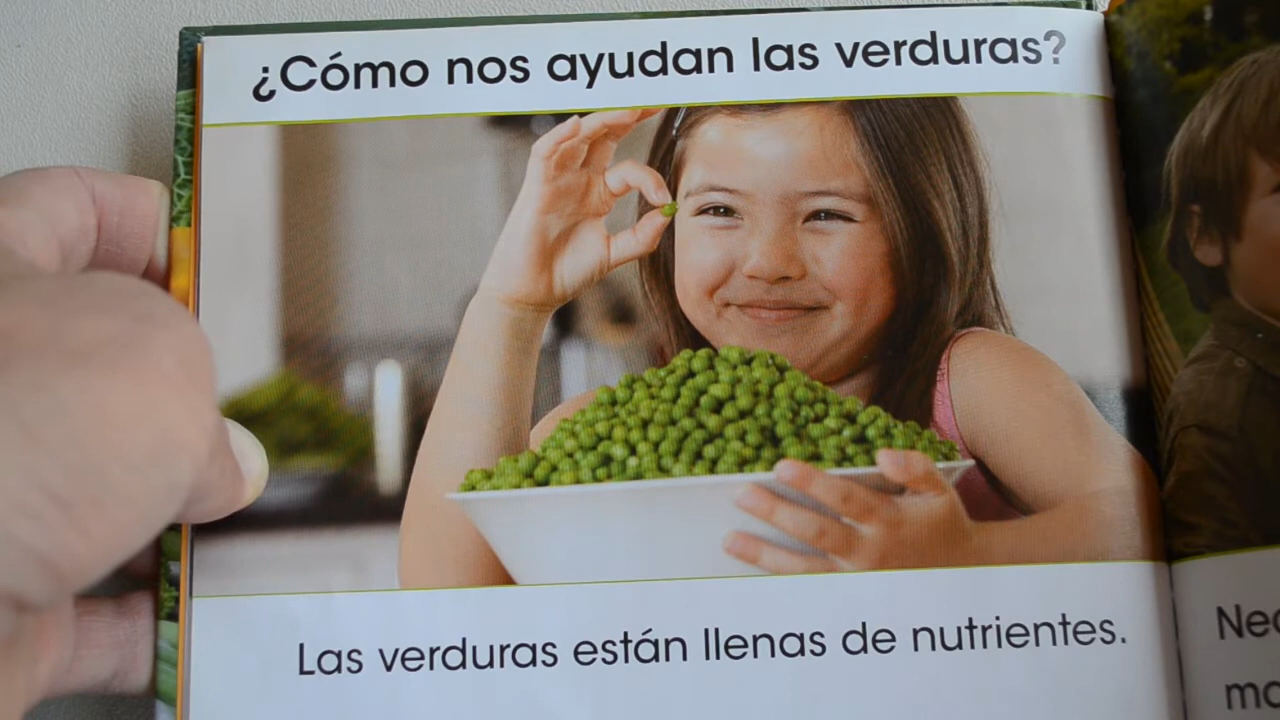 ¿Cómo nos ayudan las verduras?
Las verduras están llenas de nutrientes.